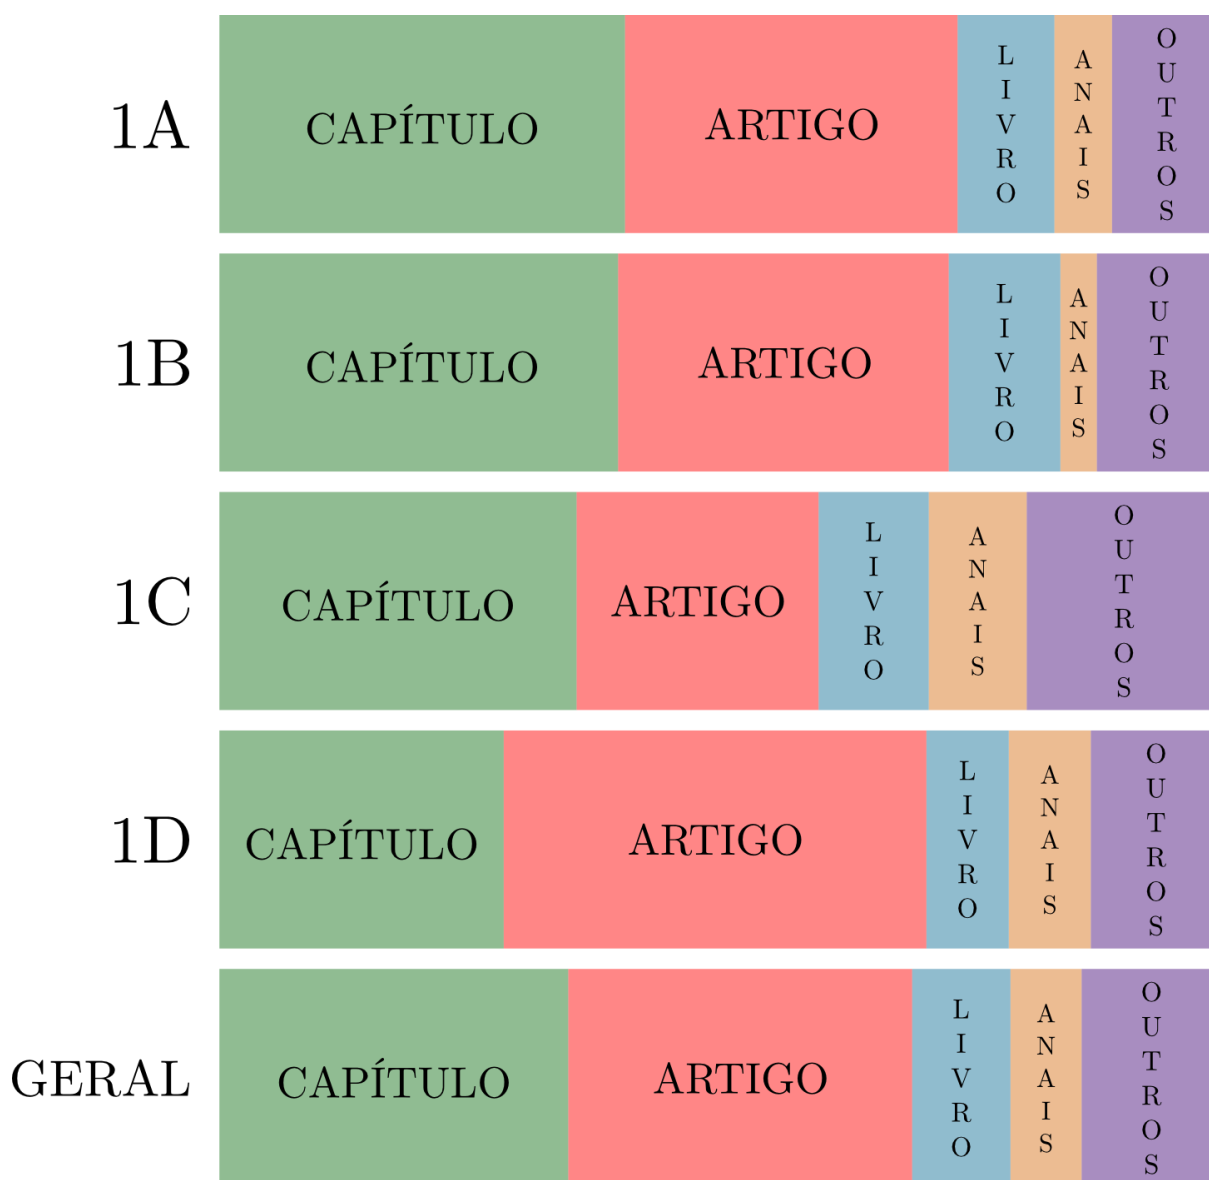 1A CAPÍTULO ARTIGO LIVRO ANAIS OUTROS
1B CAPÍTULO ARTIGO LIVRO ANAIS OUTROS
1C CAPÍTULO ARTIGO LIVRO ANAIS OUTROS
1D CAPÍTULO ARTIGO LIVRO ANAIS OUTROS
GERAL CAPÍTULO ARTIGO LIVRO ANAIS OUTROS